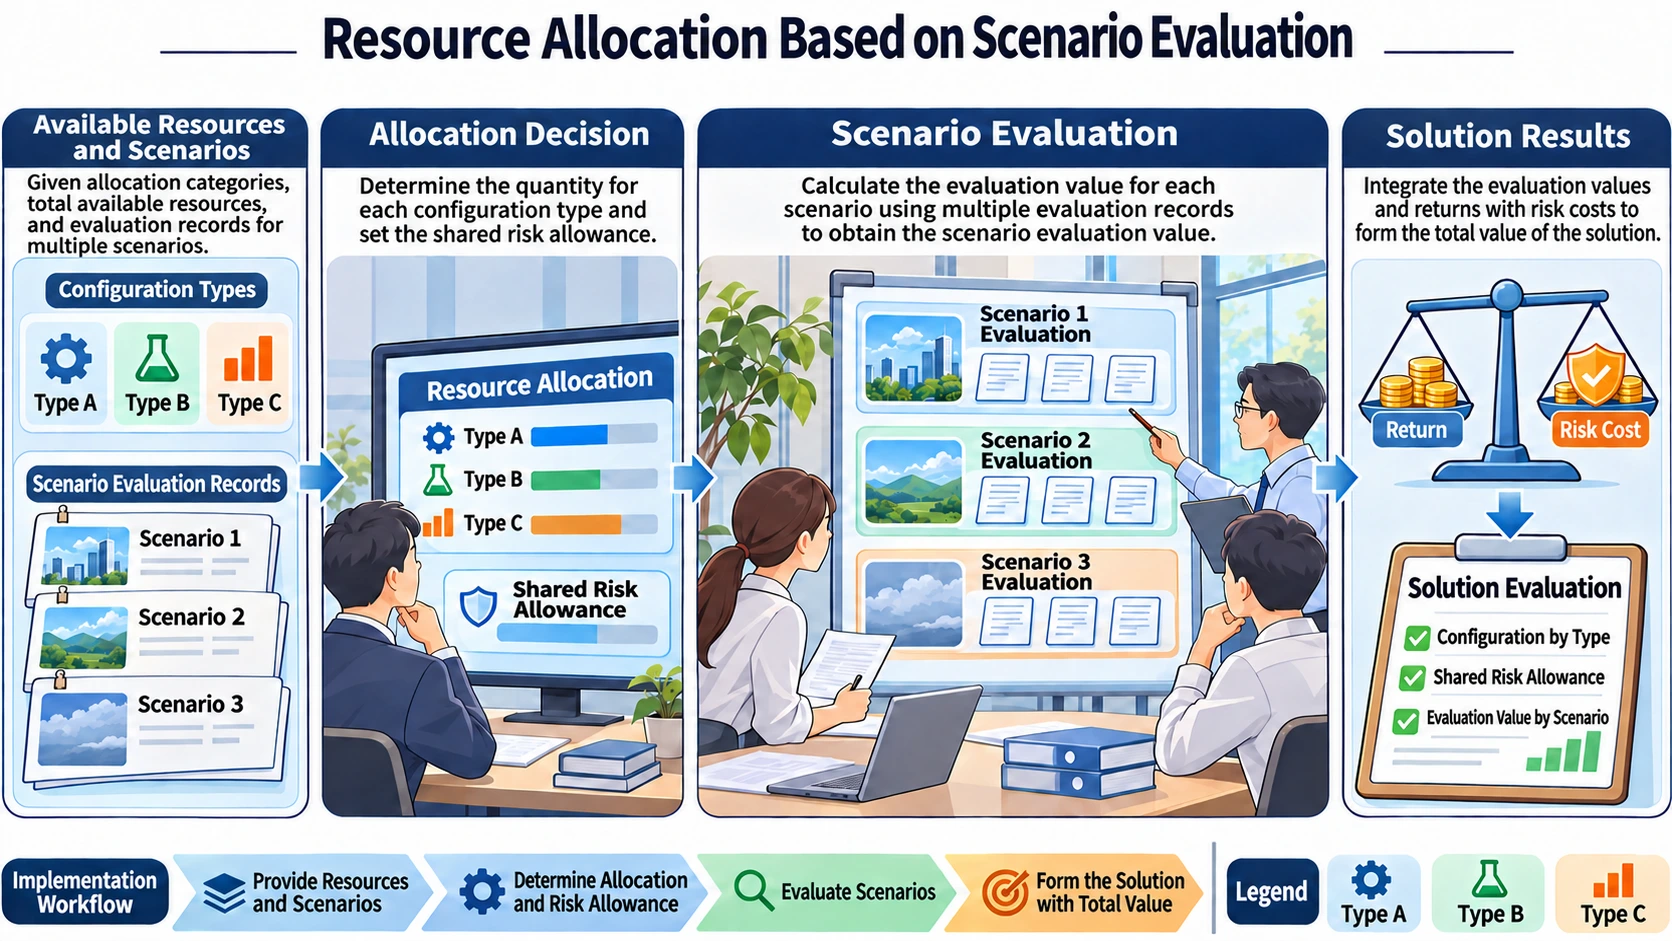 Resource Allocation Based on Scenario Evaluation
Available Resources
and Scenarios
Given allocation categories,
total available resources,
and evaluation records for
multiple scenarios.
Configuration Types
Type A
Type B
Type C
Scenario Evaluation Records
Scenario 1
Scenario 2
Scenario 3
Allocation Decision
Determine the quantity for
each configuration type and
set the shared risk allowance.
Resource Allocation
Type A
Type B
Type C
Shared Risk
Allowance
Scenario Evaluation
Calculate the evaluation value for each
scenario using multiple evaluation records
to obtain the scenario evaluation value.
Scenario 1
Evaluation
Scenario 2
Evaluation
Scenario 3
Evaluation
Solution Results
Integrate the evaluation values
and returns with risk costs to
form the total value of the solution.
Return
Risk Cost
Solution Evaluation
Configuration by Type
Shared Risk Allowance
Evaluation Value by Scenario
Implementation
Workflow
Provide Resources
and Scenarios
Determine Allocation
and Risk Allowance
Evaluate Scenarios
Form the Solution
with Total Value
Legend
Type A
Type B
Type C